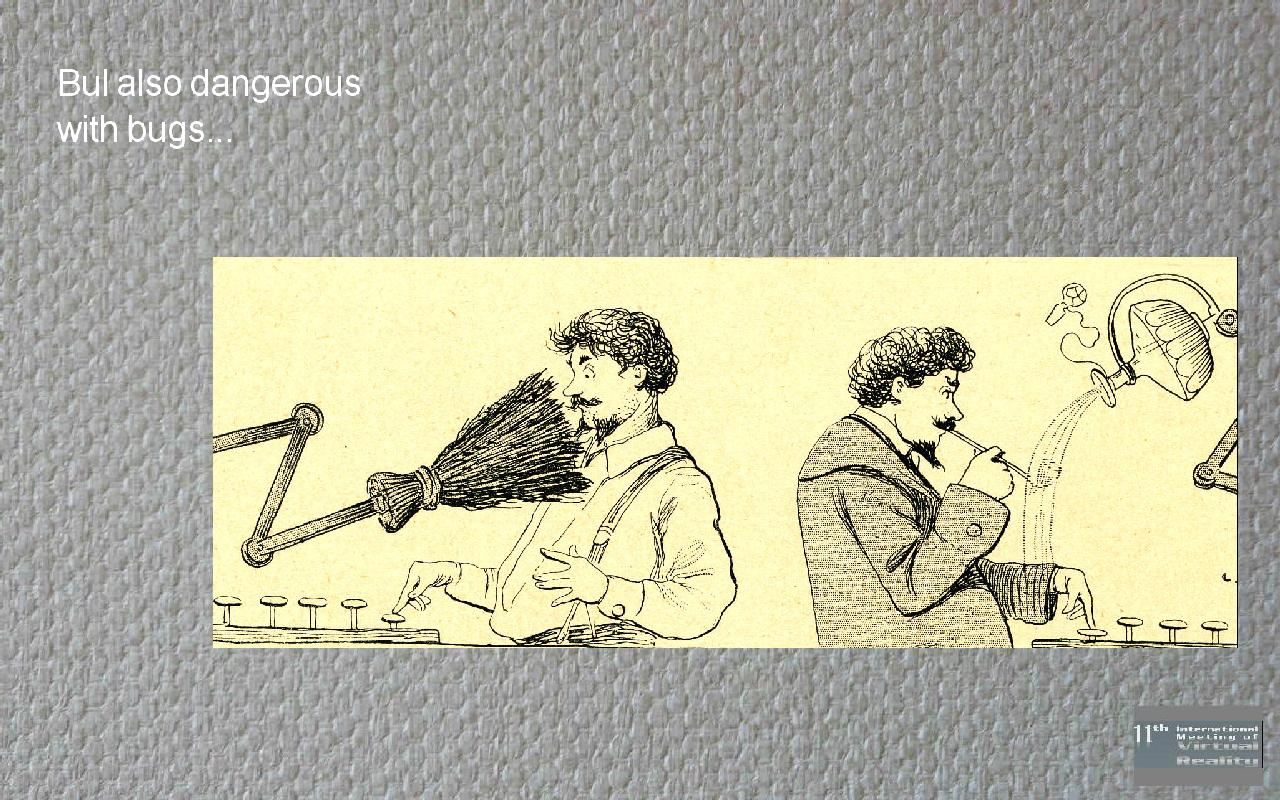 Bul also dangerous
with bugs...
11th International
Meeting of
Virtual
Reality